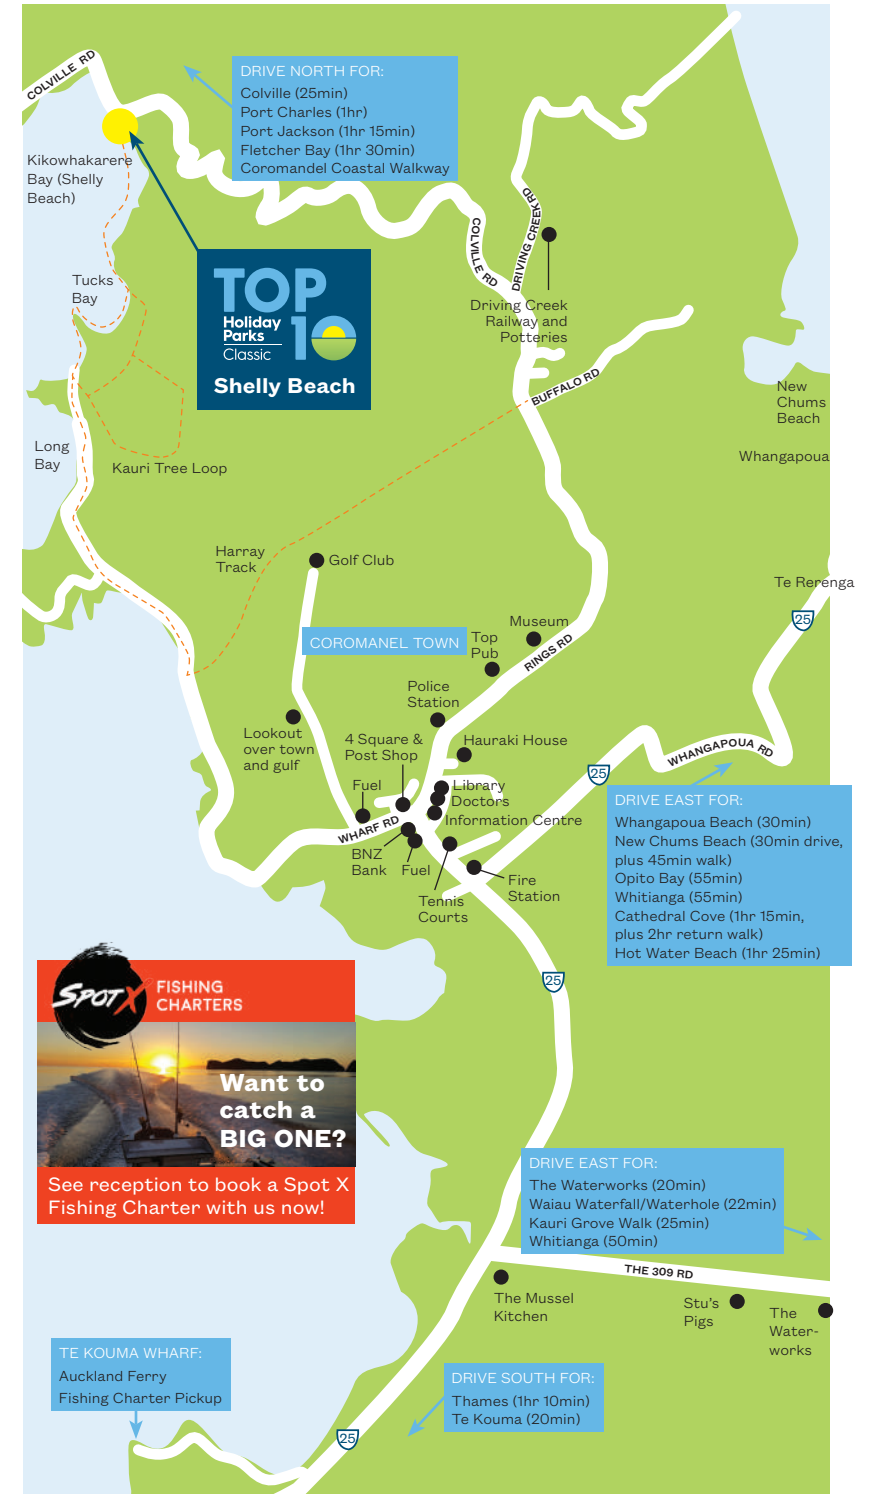 COLVILLE RD
DRIVE NORTH FOR:
Colville (25min)
Port Charles (1hr)
Port Jackson (1hr 15min)
Fletcher Bay (1hr 30min)
Coromandel Coastal Walkway
Kikowhakarere
Bay (Shelly
Beach)
COLVILLE RD
DRIVING CREEK RD
Tucks
Bay
TOP
10
Holiday
Parks
Classic
Shelly Beach
Driving Creek
Railway and
Potteries
BUFFALO RD
New
Chums
Beach
Whangapoua
Long
Bay
Kauri Tree Loop
Harray
Track
Golf Club
Te Rerenga
25
COROMANEL TOWN
Museum
Top
Pub
RINGS RD
Police
Station
Lookout
over town
and gulf
4 Square &
Post Shop
Hauraki House
WHANGAPOUA RD
25
Fuel
Library
Doctors
Information Centre
WHARF RD
BNZ
Bank
Fuel
Tennis
Courts
Fire
Station
DRIVE EAST FOR:
Whangapoua Beach (30min)
New Chums Beach (30min drive,
plus 45min walk)
Opito Bay (55min)
Whitianga (55min)
Cathedral Cove (1hr 15min,
plus 2hr return walk)
Hot Water Beach (1hr 25min)
25
SPOT X
FISHING
CHARTERS
Want to
catch a
BIG ONE?
See reception to book a Spot X
Fishing Charter with us now!
DRIVE EAST FOR:
The Waterworks (20min)
Waiau Waterfall/Waterhole (22min)
Kauri Grove Walk (25min)
Whitianga (50min)
THE 309 RD
The Mussel
Kitchen
Stu's
Pigs
The
Water-
works
TE KOUMA WHARF:
Auckland Ferry
Fishing Charter Pickup
DRIVE SOUTH FOR:
Thames (1hr 10min)
Te Kouma (20min)
25